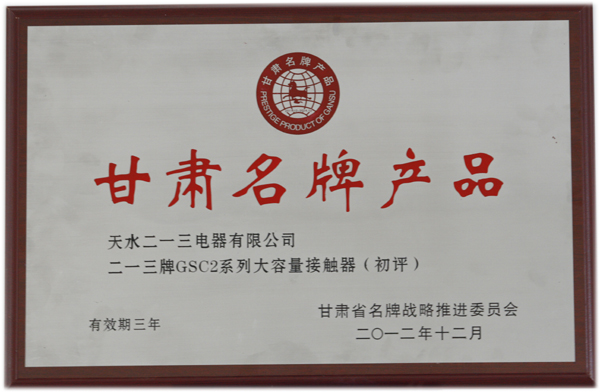 甘肃名牌产品
PRESTIGE PRODUCT OF GANSU
甘肃名牌产品
天水二一三电器有限公司
二一三牌GSC2系列大容量接触器（初评）
有效期三年
甘肃省名牌战略推进委员会
二〇一二年十二月